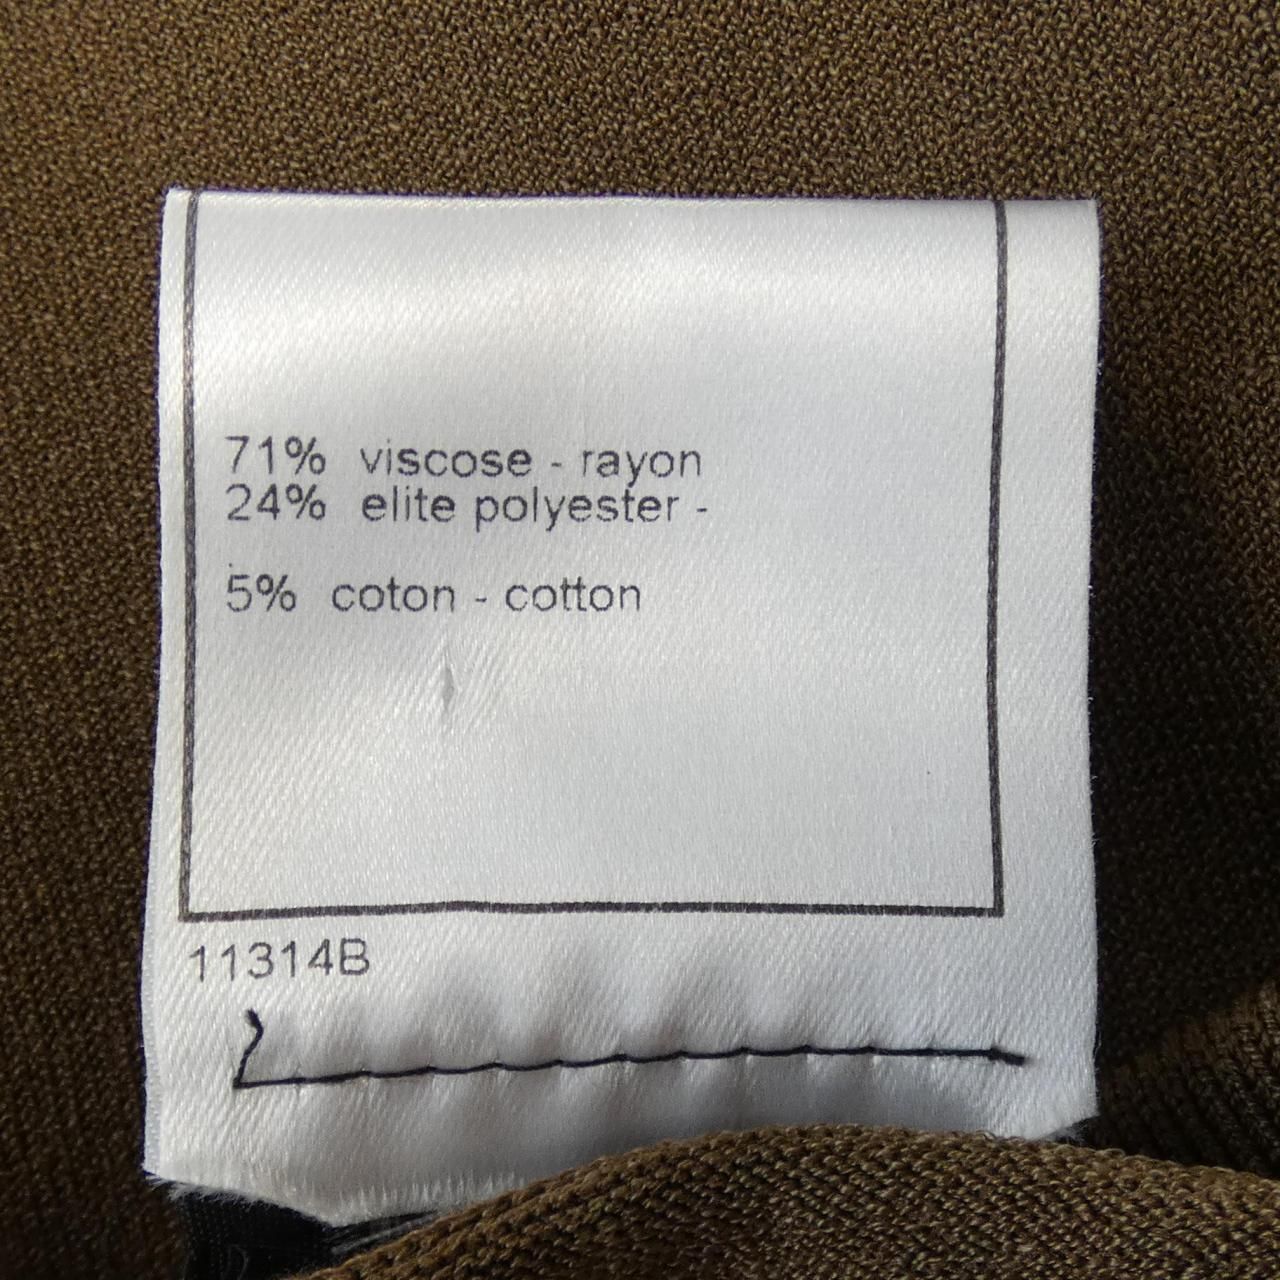 71% viscose - rayon
24% elite polyester -
5% coton - cotton
11314B